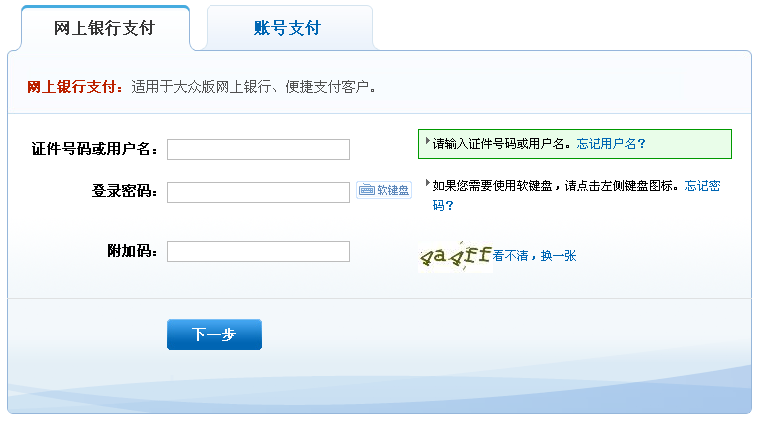 网上银行支付
账号支付
网上银行支付：适用于大众版网上银行、便捷支付客户。
证件号码或用户名：
请输入证件号码或用户名。忘记用户名？
登录密码：
软键盘
如果您需要使用软键盘，请点击左侧键盘图标。忘记密
码？
附加码：
4a4ff
看不清，换一张
下一步